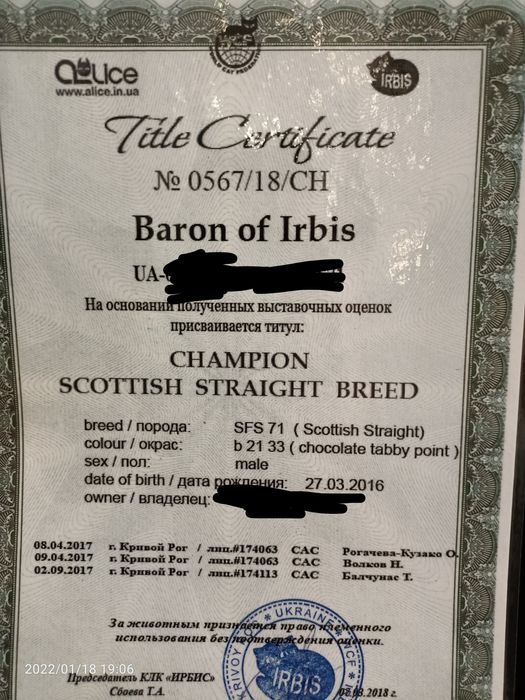 aLice
www.alice.in.ua
WCF
IRBIS
Title Certificate
№ 0567/18/CH
Baron of Irbis
UA-
На основании полученных выставочных оценок
присваивается титул:
CHAMPION
SCOTTISH STRAIGHT BREED
breed / порода: SFS 71 ( Scottish Straight)
colour / окрас: b 21 33 ( chocolate tabby point )
sex / пол: male
date of birth / дата рождения: 27.03.2016
owner / владелец:
08.04.2017 г. Кривой Рог / лиц.#174063 CAC Рогачева-Кузако О.
09.04.2017 г. Кривой Рог / лиц.#174063 CAC Волков Н.
02.09.2017 г. Кривой Рог / лиц.#174113 CAC Балчунас Т.
За животным признается право племенного
использования без подтверждения оценки.
Председатель КЛК «ИРБИС»
Сбоева Т.А. .03.2018 г.
KRIVOY * UKRAINE * WCF *
IRBIS
2022/01/18 19:06